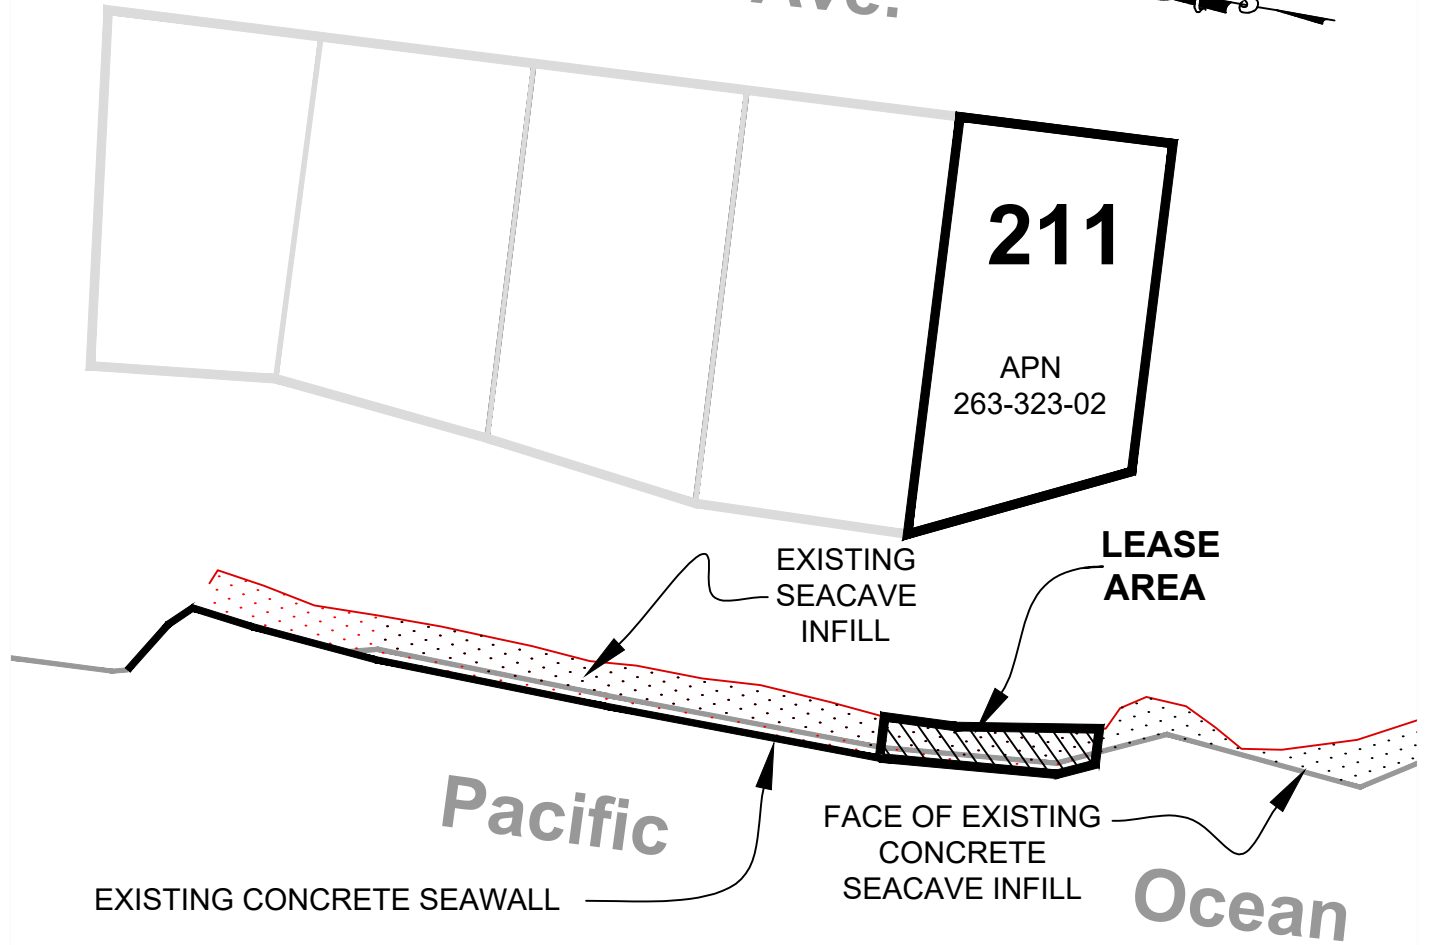 Ave.
211
APN
263-323-02
EXISTING
SEACAVE
INFILL
LEASE
AREA
Pacific
FACE OF EXISTING
CONCRETE
SEACAVE INFILL
EXISTING CONCRETE SEAWALL
Ocean